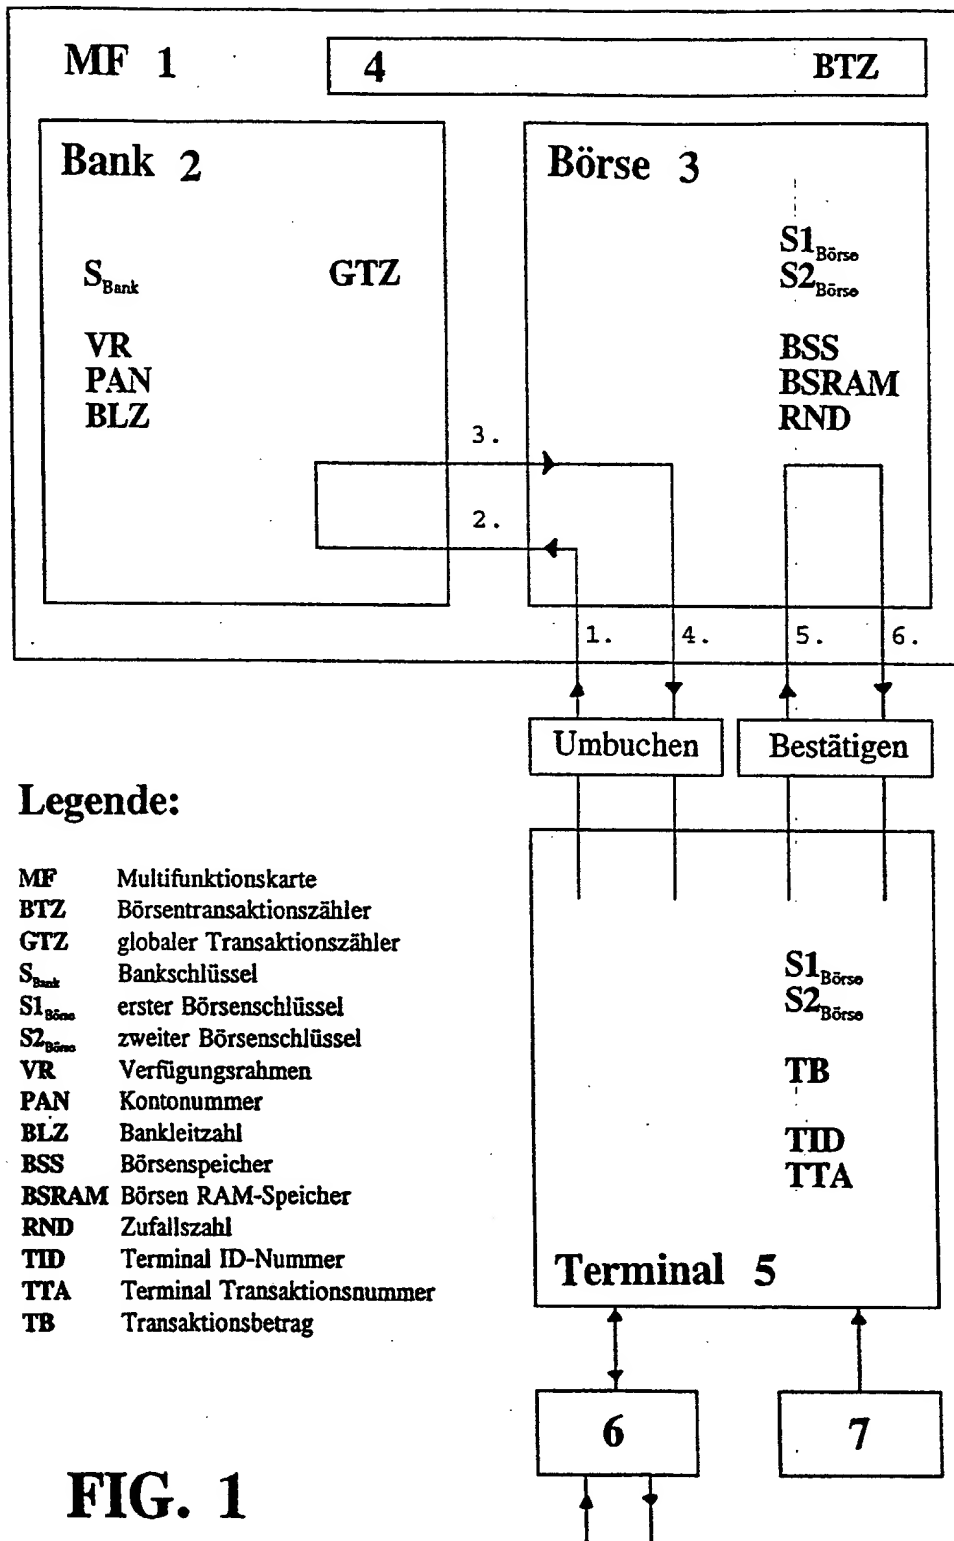 MF 1
4 BTZ
Bank 2
Börse 3
S1Börse
SBank GTZ
S2Börse
VR
PAN
BLZ
BSS
BSRAM
RND
3.
2.
1. 4. 5. 6.
Umbuchen
Bestätigen
Legende:
MF Multifunktionskarte
BTZ Börsentransaktionszähler
GTZ globaler Transaktionszähler
SBank Bankschlüssel
S1Börse erster Börsenschlüssel
S2Börse zweiter Börsenschlüssel
VR Verfügungsrahmen
PAN Kontonummer
BLZ Bankleitzahl
BSS Börsenspeicher
BSRAM Börsen RAM-Speicher
RND Zufallszahl
TID Terminal ID-Nummer
TTA Terminal Transaktionsnummer
TB Transaktionsbetrag
S1Börse
S2Börse
TB
TID
TTA
Terminal 5
6
7
FIG. 1